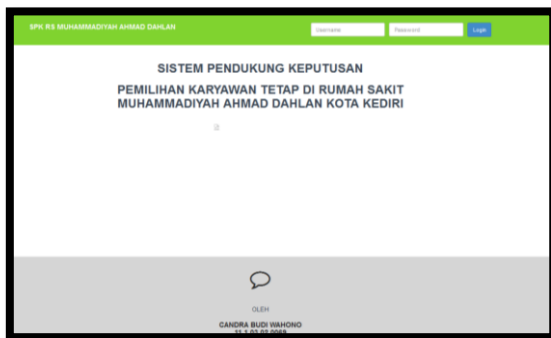 SPK RS MUHAMMADIYAH AHMAD DAHLAN
Username
Password
Login
SISTEM PENDUKUNG KEPUTUSAN
PEMILIHAN KARYAWAN TETAP DI RUMAH SAKIT
MUHAMMADIYAH AHMAD DAHLAN KOTA KEDIRI
OLEH
CANDRA BUDI WAHONO